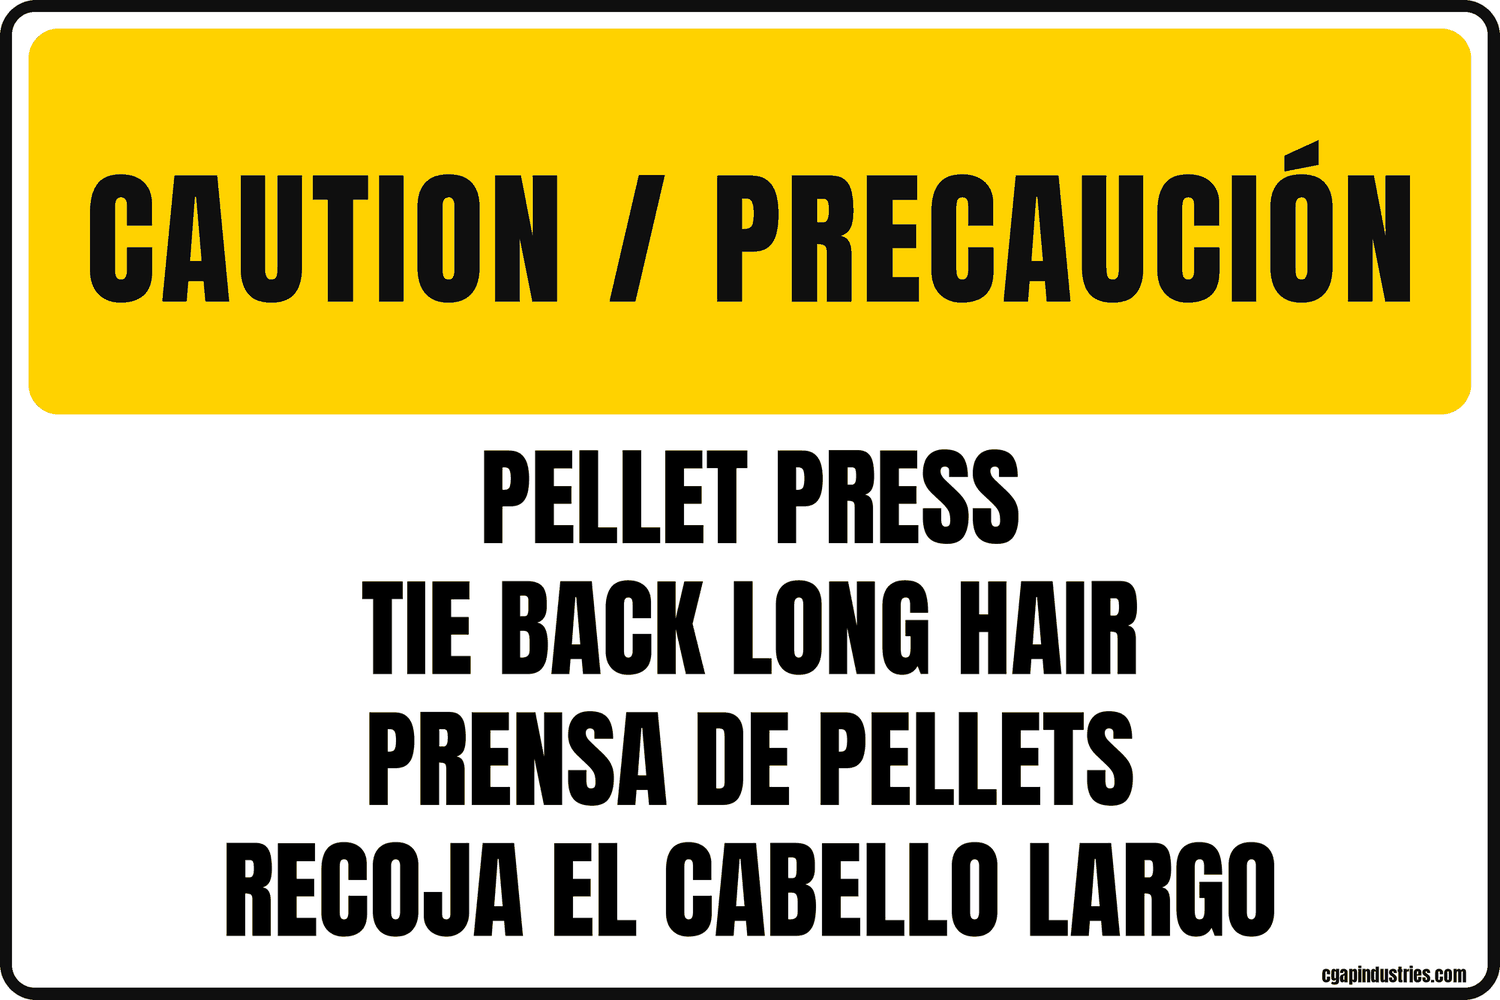 CAUTION / PRECAUCIÓN
PELLET PRESS
TIE BACK LONG HAIR
PRENSA DE PELLETS
RECOJA EL CABELLO LARGO
cgapindustries.com